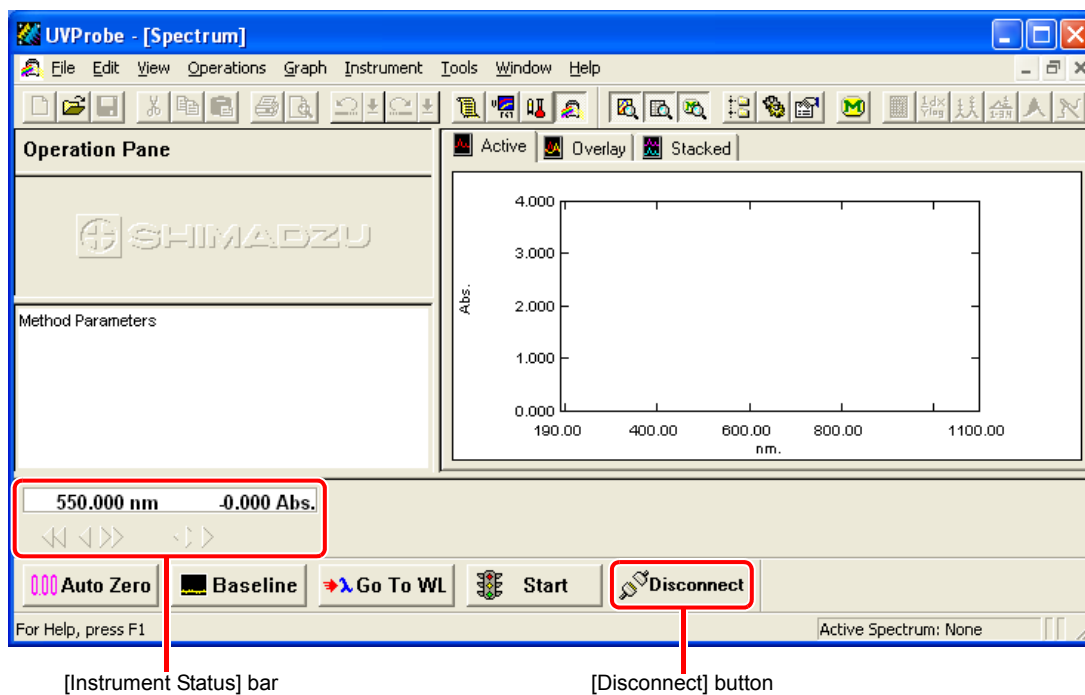 UVProbe - [Spectrum]
File Edit View Operations Graph Instrument Tools Window Help
Operation Pane
SHIMADZU
Method Parameters
Active Overlay Stacked
4.000
3.000
2.000
1.000
0.000
Abs.
190.00 400.00 600.00 800.00 1100.00
nm.
550.000 nm -0.000 Abs.
0.00 Auto Zero Baseline λ Go To WL Start Disconnect
For Help, press F1 Active Spectrum: None
[Instrument Status] bar [Disconnect] button